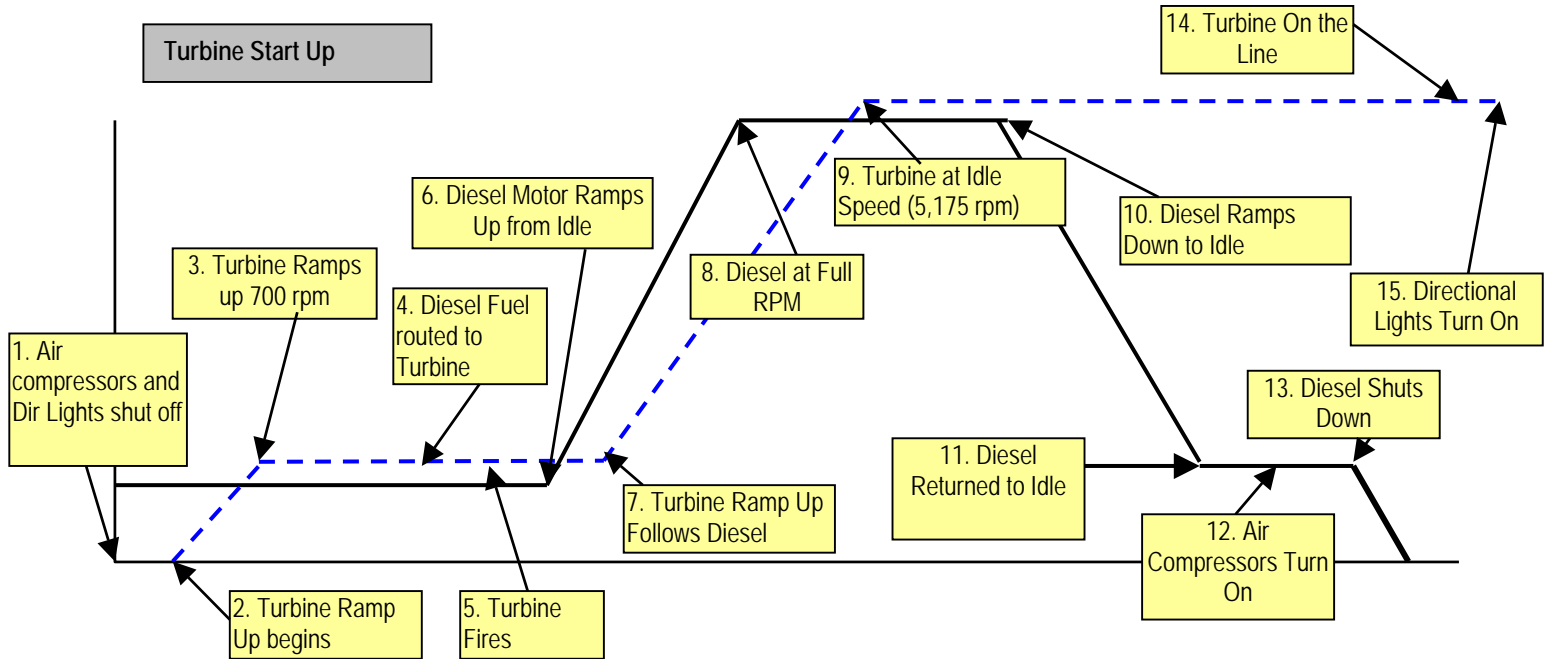 Turbine Start Up
1. Air
compressors and
Dir Lights shut off
2. Turbine Ramp
Up begins
3. Turbine Ramps
up 700 rpm
4. Diesel Fuel
routed to
Turbine
5. Turbine
Fires
6. Diesel Motor Ramps
Up from Idle
7. Turbine Ramp Up
Follows Diesel
8. Diesel at Full
RPM
9. Turbine at Idle
Speed (5,175 rpm)
10. Diesel Ramps
Down to Idle
11. Diesel
Returned to Idle
12. Air
Compressors Turn
On
13. Diesel Shuts
Down
14. Turbine On the
Line
15. Directional
Lights Turn On